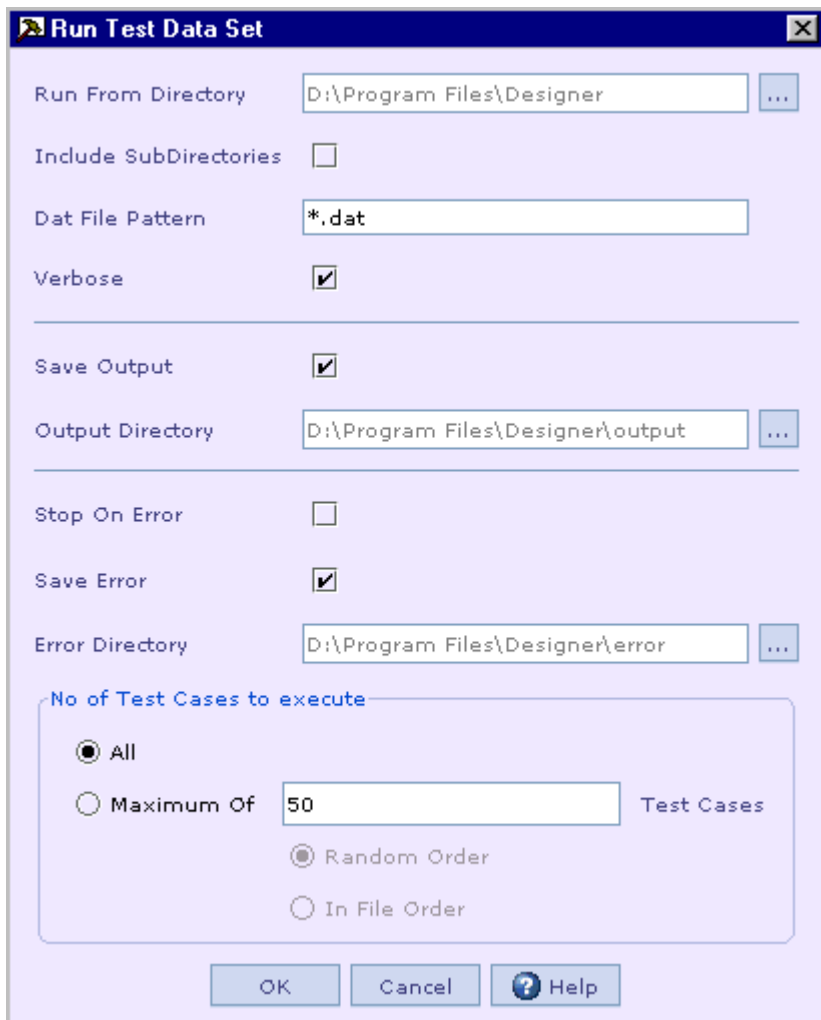 Run Test Data Set
Run From Directory D:\Program Files\Designer ...
Include SubDirectories
Dat File Pattern *.dat
Verbose
Save Output
Output Directory D:\Program Files\Designer\output ...
Stop On Error
Save Error
Error Directory D:\Program Files\Designer\error ...
No of Test Cases to execute
All
Maximum Of 50 Test Cases
Random Order
In File Order
OK Cancel ? Help